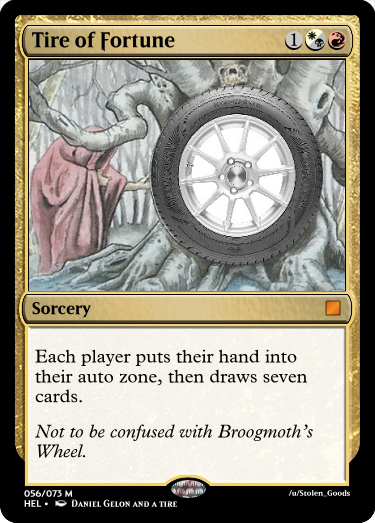 Tire of Fortune 1
Sorcery
Each player puts their hand into
their auto zone, then draws seven
cards.
Not to be confused with Broogmoth's
Wheel.
056/073 M
HEL • Daniel Gelon and a tire
/u/Stolen_Goods